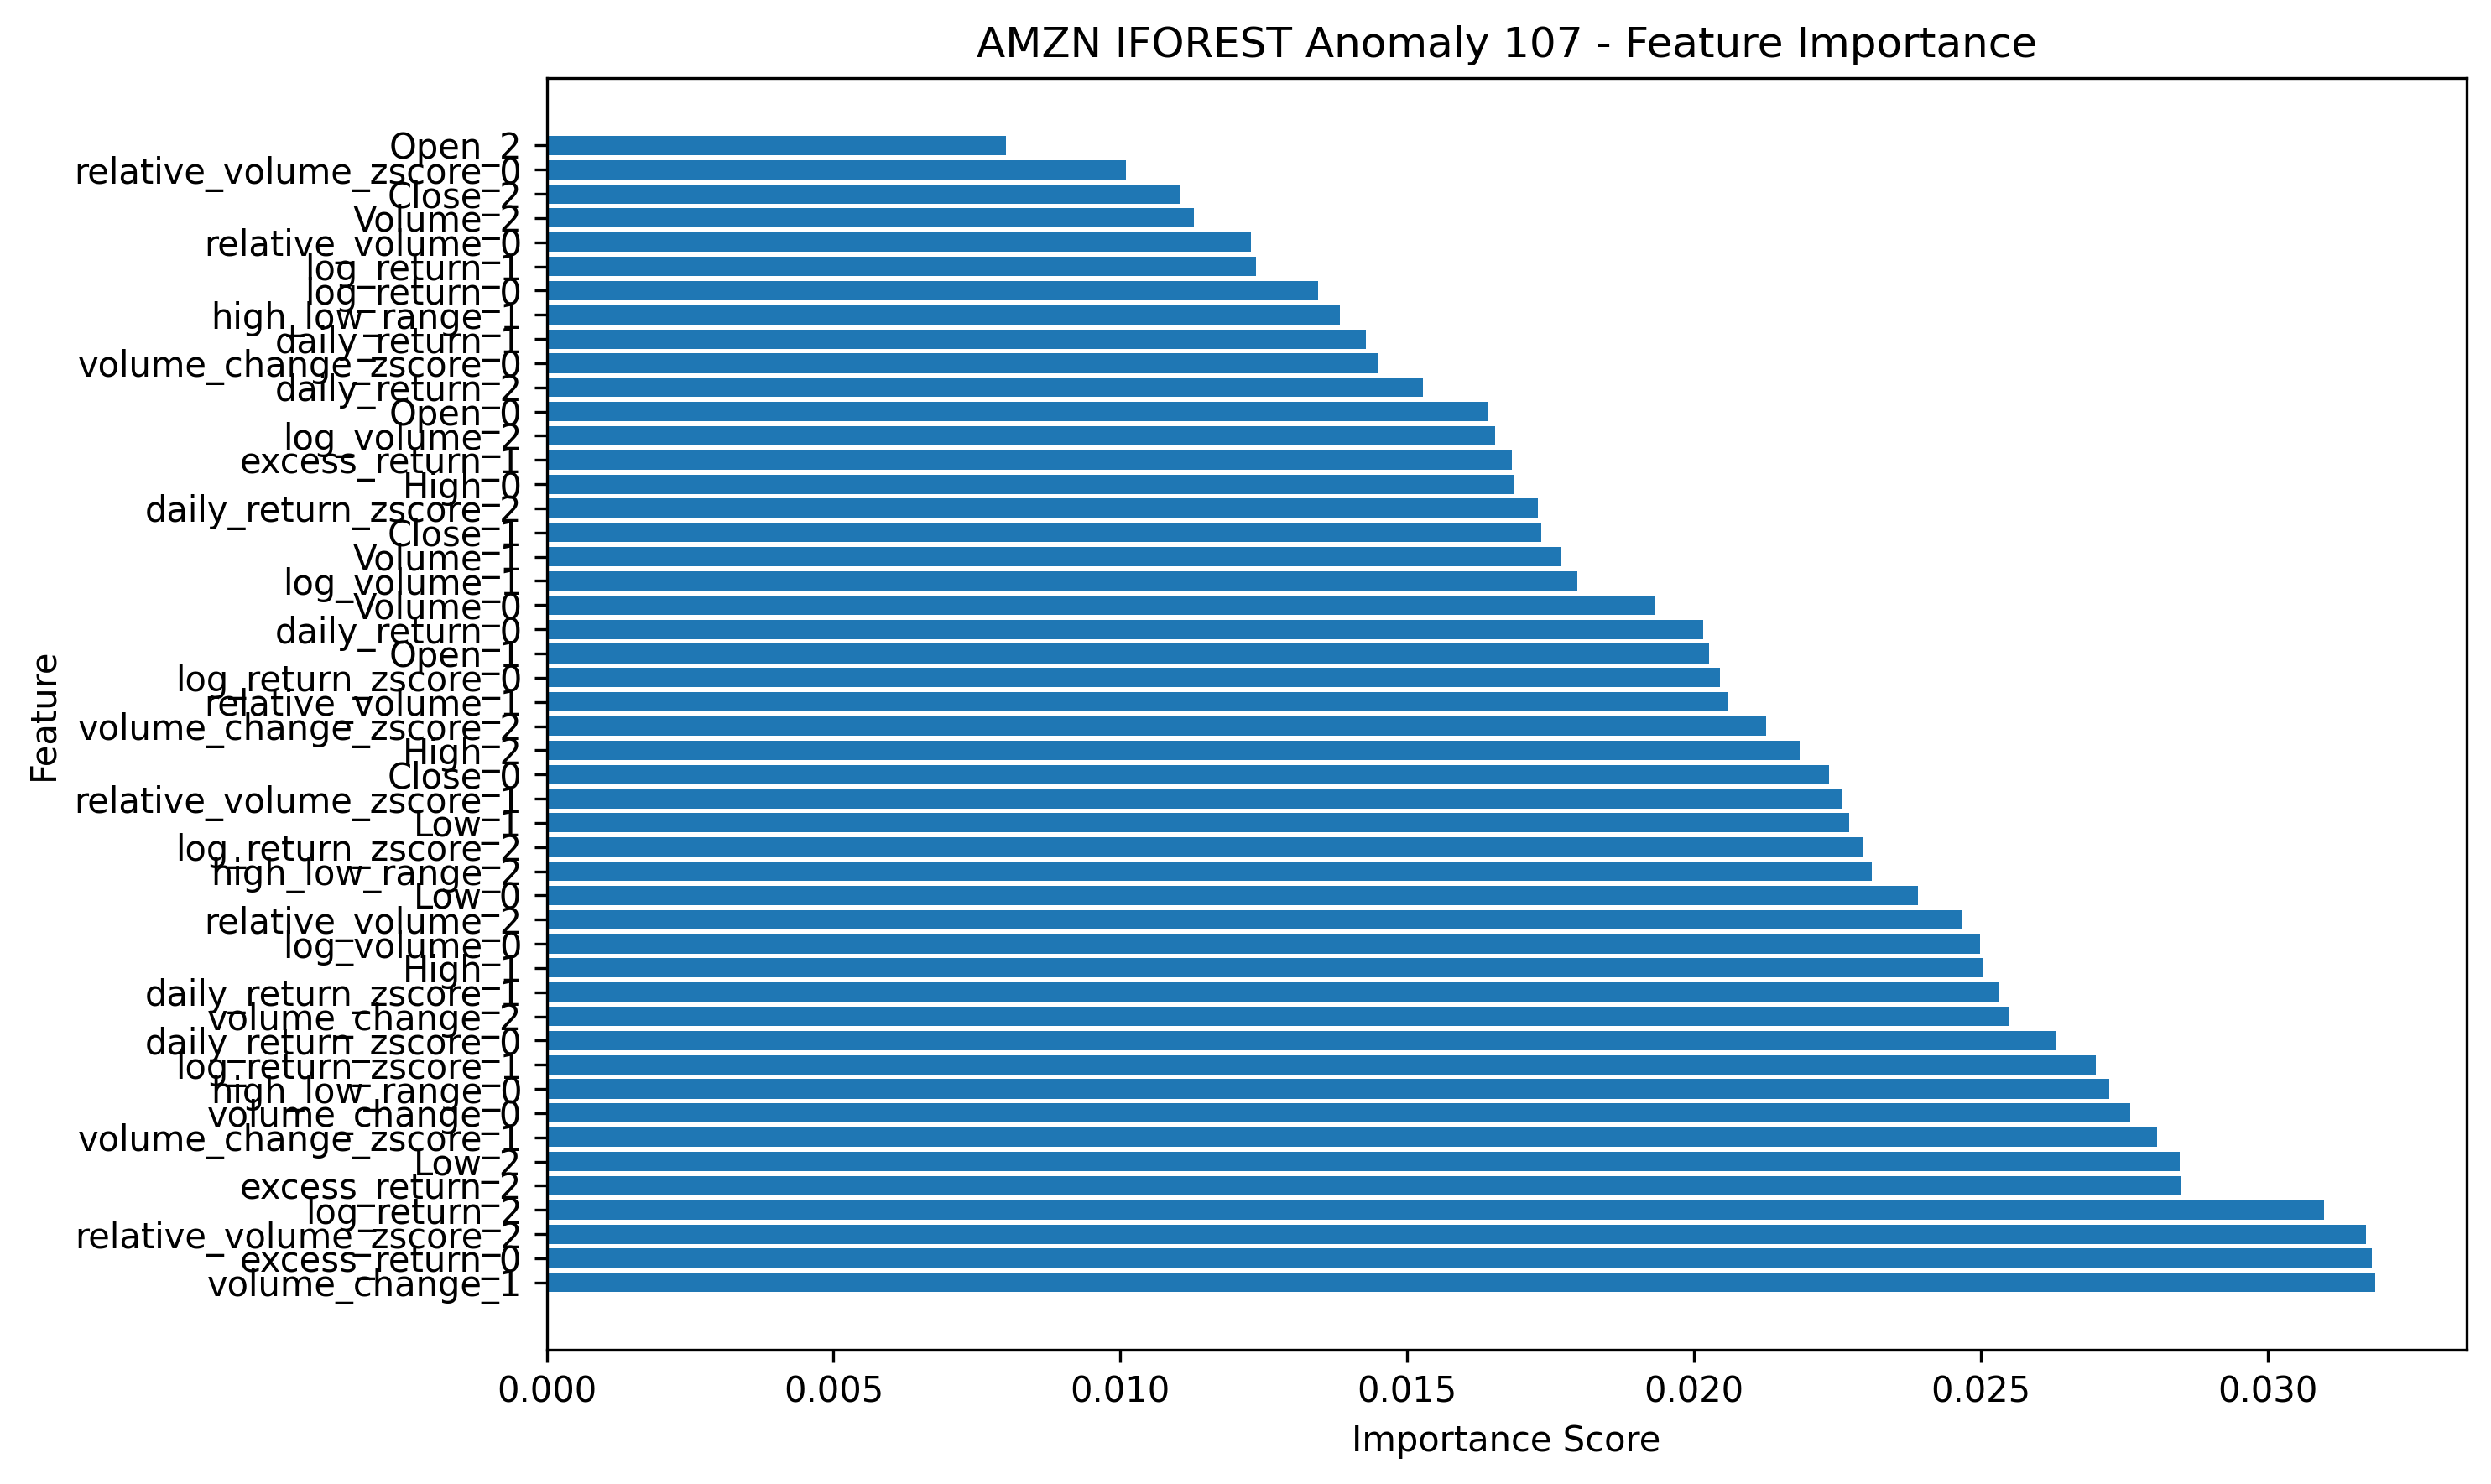 AMZN IFOREST Anomaly 107 - Feature Importance
Open_2
relative_volume_zscore_0
Close_2
Volume_2
relative_volume_0
log_return_1
log_return_0
high_low_range_1
daily_return_1
volume_change_zscore_0
daily_return_2
Open_0
log_volume_2
excess_return_1
High_0
daily_return_zscore_2
Close_1
Volume_1
log_volume_1
Volume_0
daily_return_0
Open_1
log_return_zscore_0
relative_volume_1
volume_change_zscore_2
High_2
Close_0
relative_volume_zscore_1
Low_1
log_return_zscore_2
high_low_range_2
Low_0
relative_volume_2
log_volume_0
High_1
daily_return_zscore_1
volume_change_2
daily_return_zscore_0
log_return_zscore_1
high_low_range_0
volume_change_0
volume_change_zscore_1
Low_2
excess_return_2
log_return_2
relative_volume_zscore_2
excess_return_0
volume_change_1
Feature
0.000 0.005 0.010 0.015 0.020 0.025 0.030
Importance Score